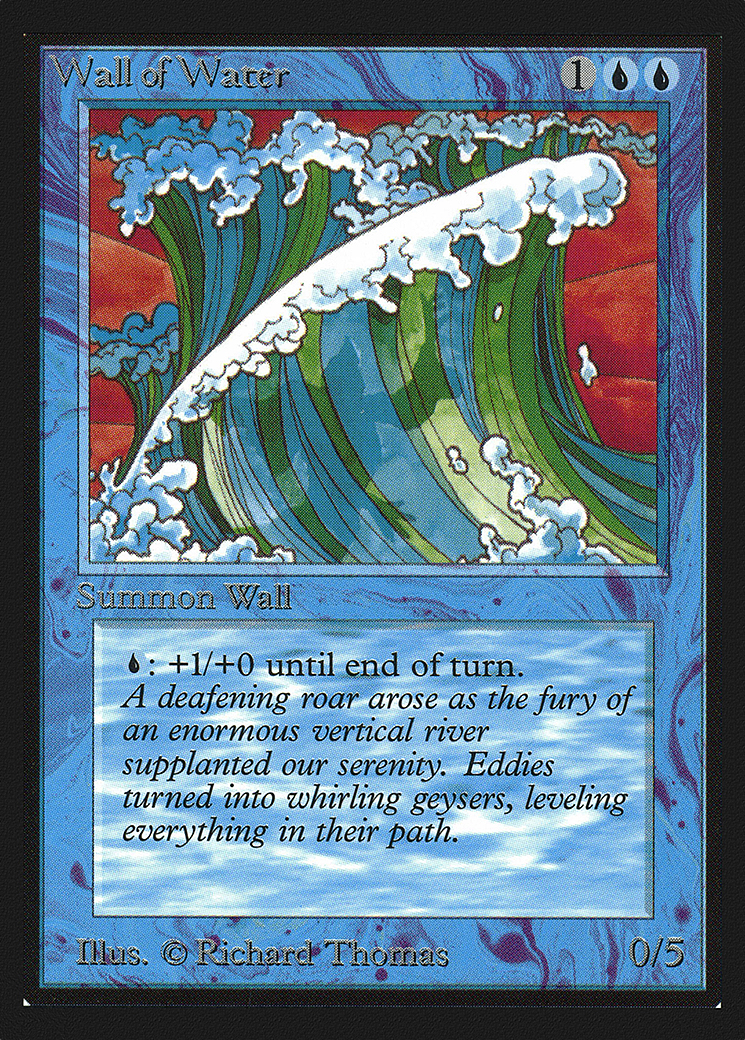 Wall of Water 1
Summon Wall
: +1/+0 until end of turn.
A deafening roar arose as the fury of
an enormous vertical river
supplanted our serenity. Eddies
turned into whirling geysers, leveling
everything in their path.
Illus. © Richard Thomas 0/5